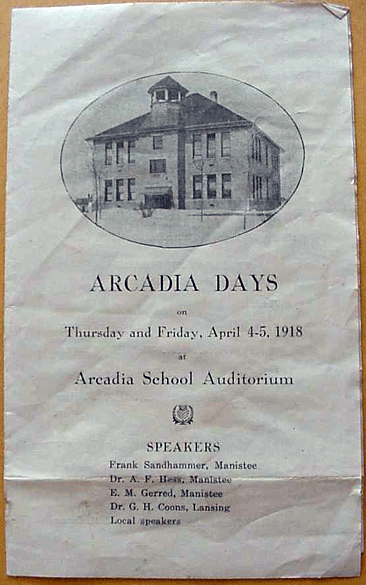 ARCADIA DAYS
on
Thursday and Friday, April 4-5, 1918
at
Arcadia School Auditorium
SPEAKERS
Frank Sandhammer, Manistee
Dr. A. F. Hess, Manistee
E. M. Gerred, Manistee
Dr. G. H. Coons, Lansing
Local speakers